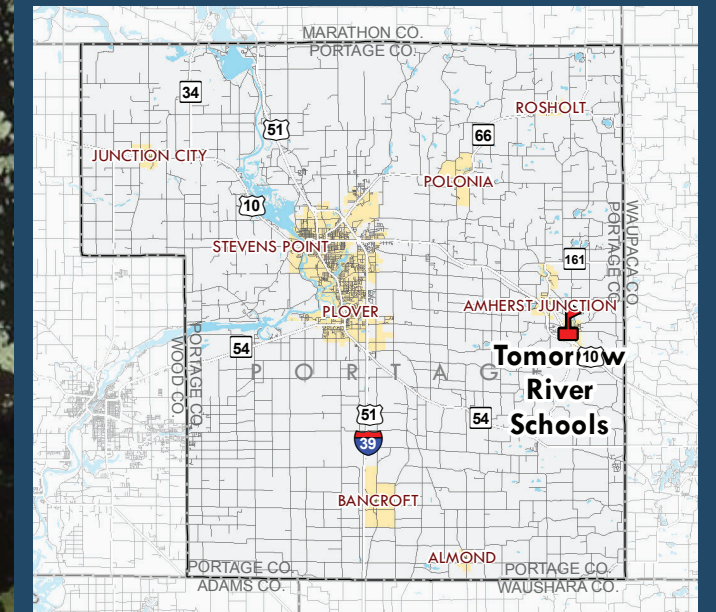 MARATHON CO.
PORTAGE CO.
34
51
ROSHOLT
66
JUNCTION CITY
POLONIA
10
STEVENS POINT
WAUPACA CO.
PORTAGE CO.
161
AMHERST JUNCTION
PLOVER
PORTAGE CO.
WOOD CO.
54
Tomorrow
10
River
Schools
PORTAG
51
54
39
BANCROFT
ALMOND
PORTAGE CO.
ADAMS CO.
PORTAGE CO.
WAUSHARA CO.